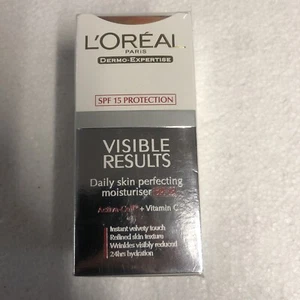 L'ORÉAL
PARIS
DERMO-EXPERTISE
SPF 15 PROTECTION
VISIBLE
RESULTS
Daily skin perfecting
moisturiser
+ Vitamin C
Instant velvety touch
Refined skin texture
Wrinkles visibly reduced
24hrs hydration